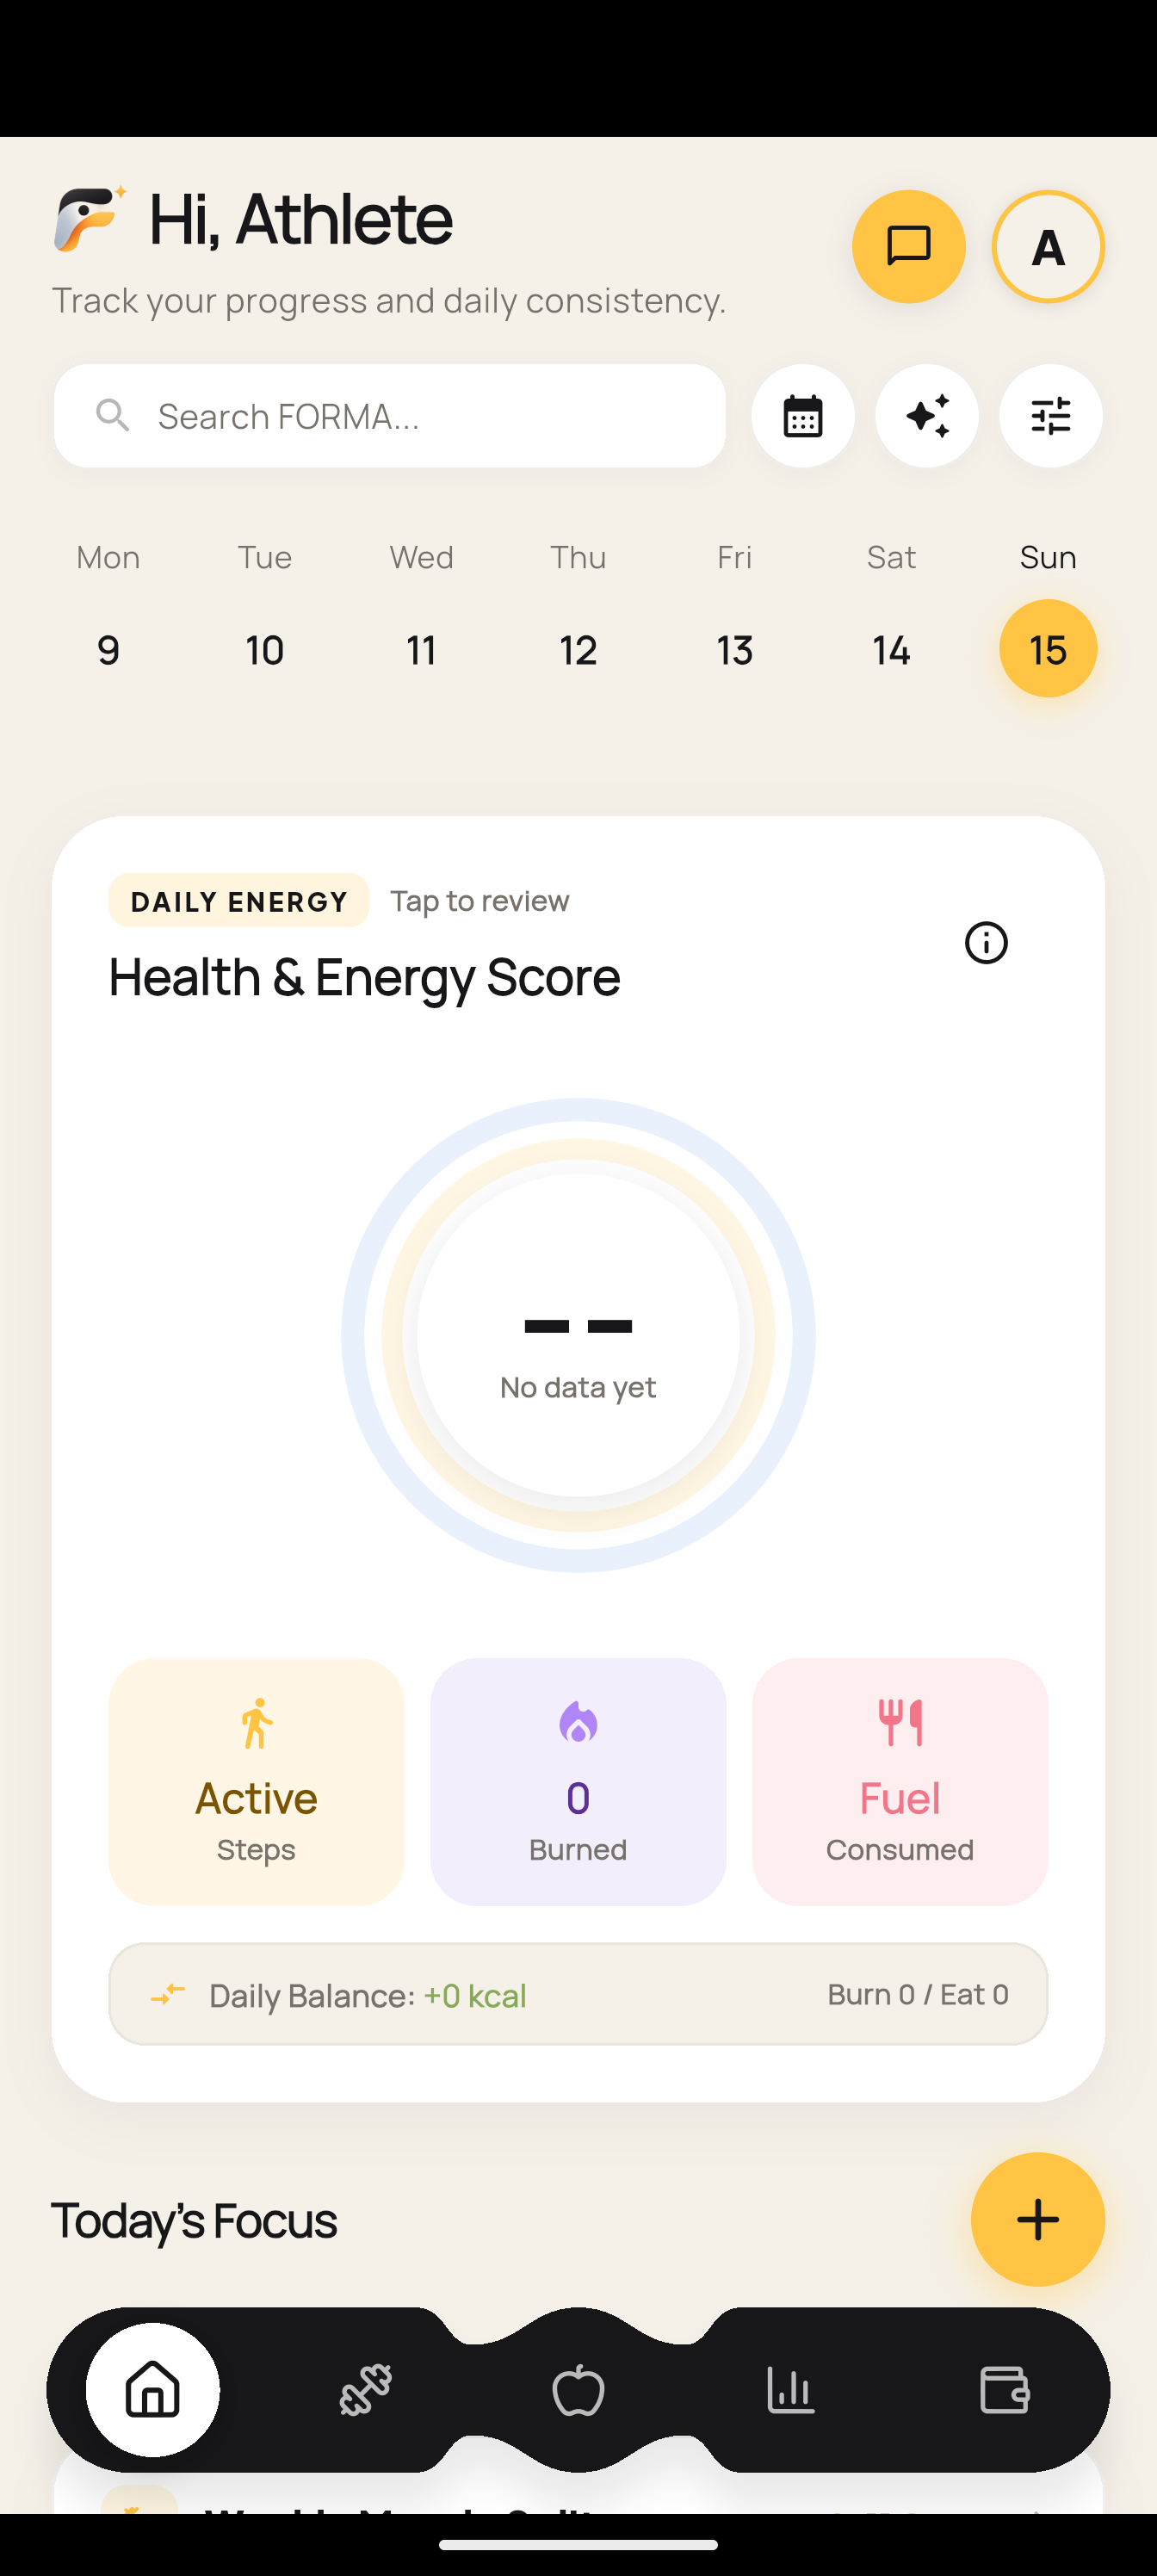 Hi, Athlete
A
Track your progress and daily consistency.
Search FORMA...
Mon Tue Wed Thu Fri Sat Sun
9 10 11 12 13 14 15
DAILY ENERGY Tap to review
Health & Energy Score
--
No data yet
Active 0 Fuel
Steps Burned Consumed
Daily Balance: +0 kcal Burn 0 / Eat 0
Today's Focus